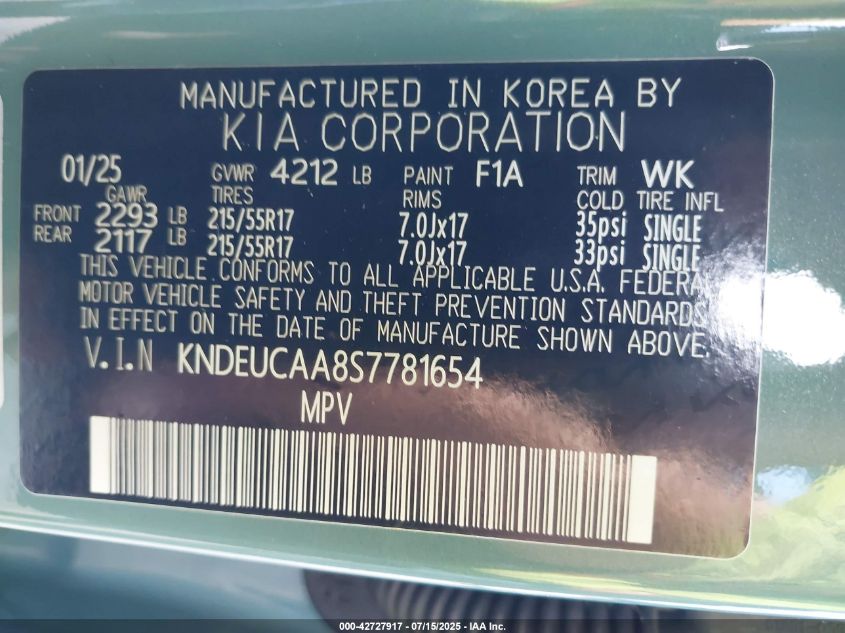 MANUFACTURED IN KOREA BY
KIA CORPORATION
01/25 GVWR 4212 LB PAINT F1A TRIM WK
GAWR TIRES RIMS COLD TIRE INFL
FRONT 2293 LB 215/55R17 7.0Jx17 35psi SINGLE
REAR 2117 LB 215/55R17 7.0Jx17 33psi SINGLE
THIS VEHICLE CONFORMS TO ALL APPLICABLE U.S.A. FEDERA
MOTOR VEHICLE SAFETY AND THEFT PREVENTION STANDARDS
IN EFFECT ON THE DATE OF MANUFACTURE SHOWN ABOVE.
V.I.N KNDEUCAA8S7781654
MPV
000-42727917 - 07/15/2025 - IAA Inc.